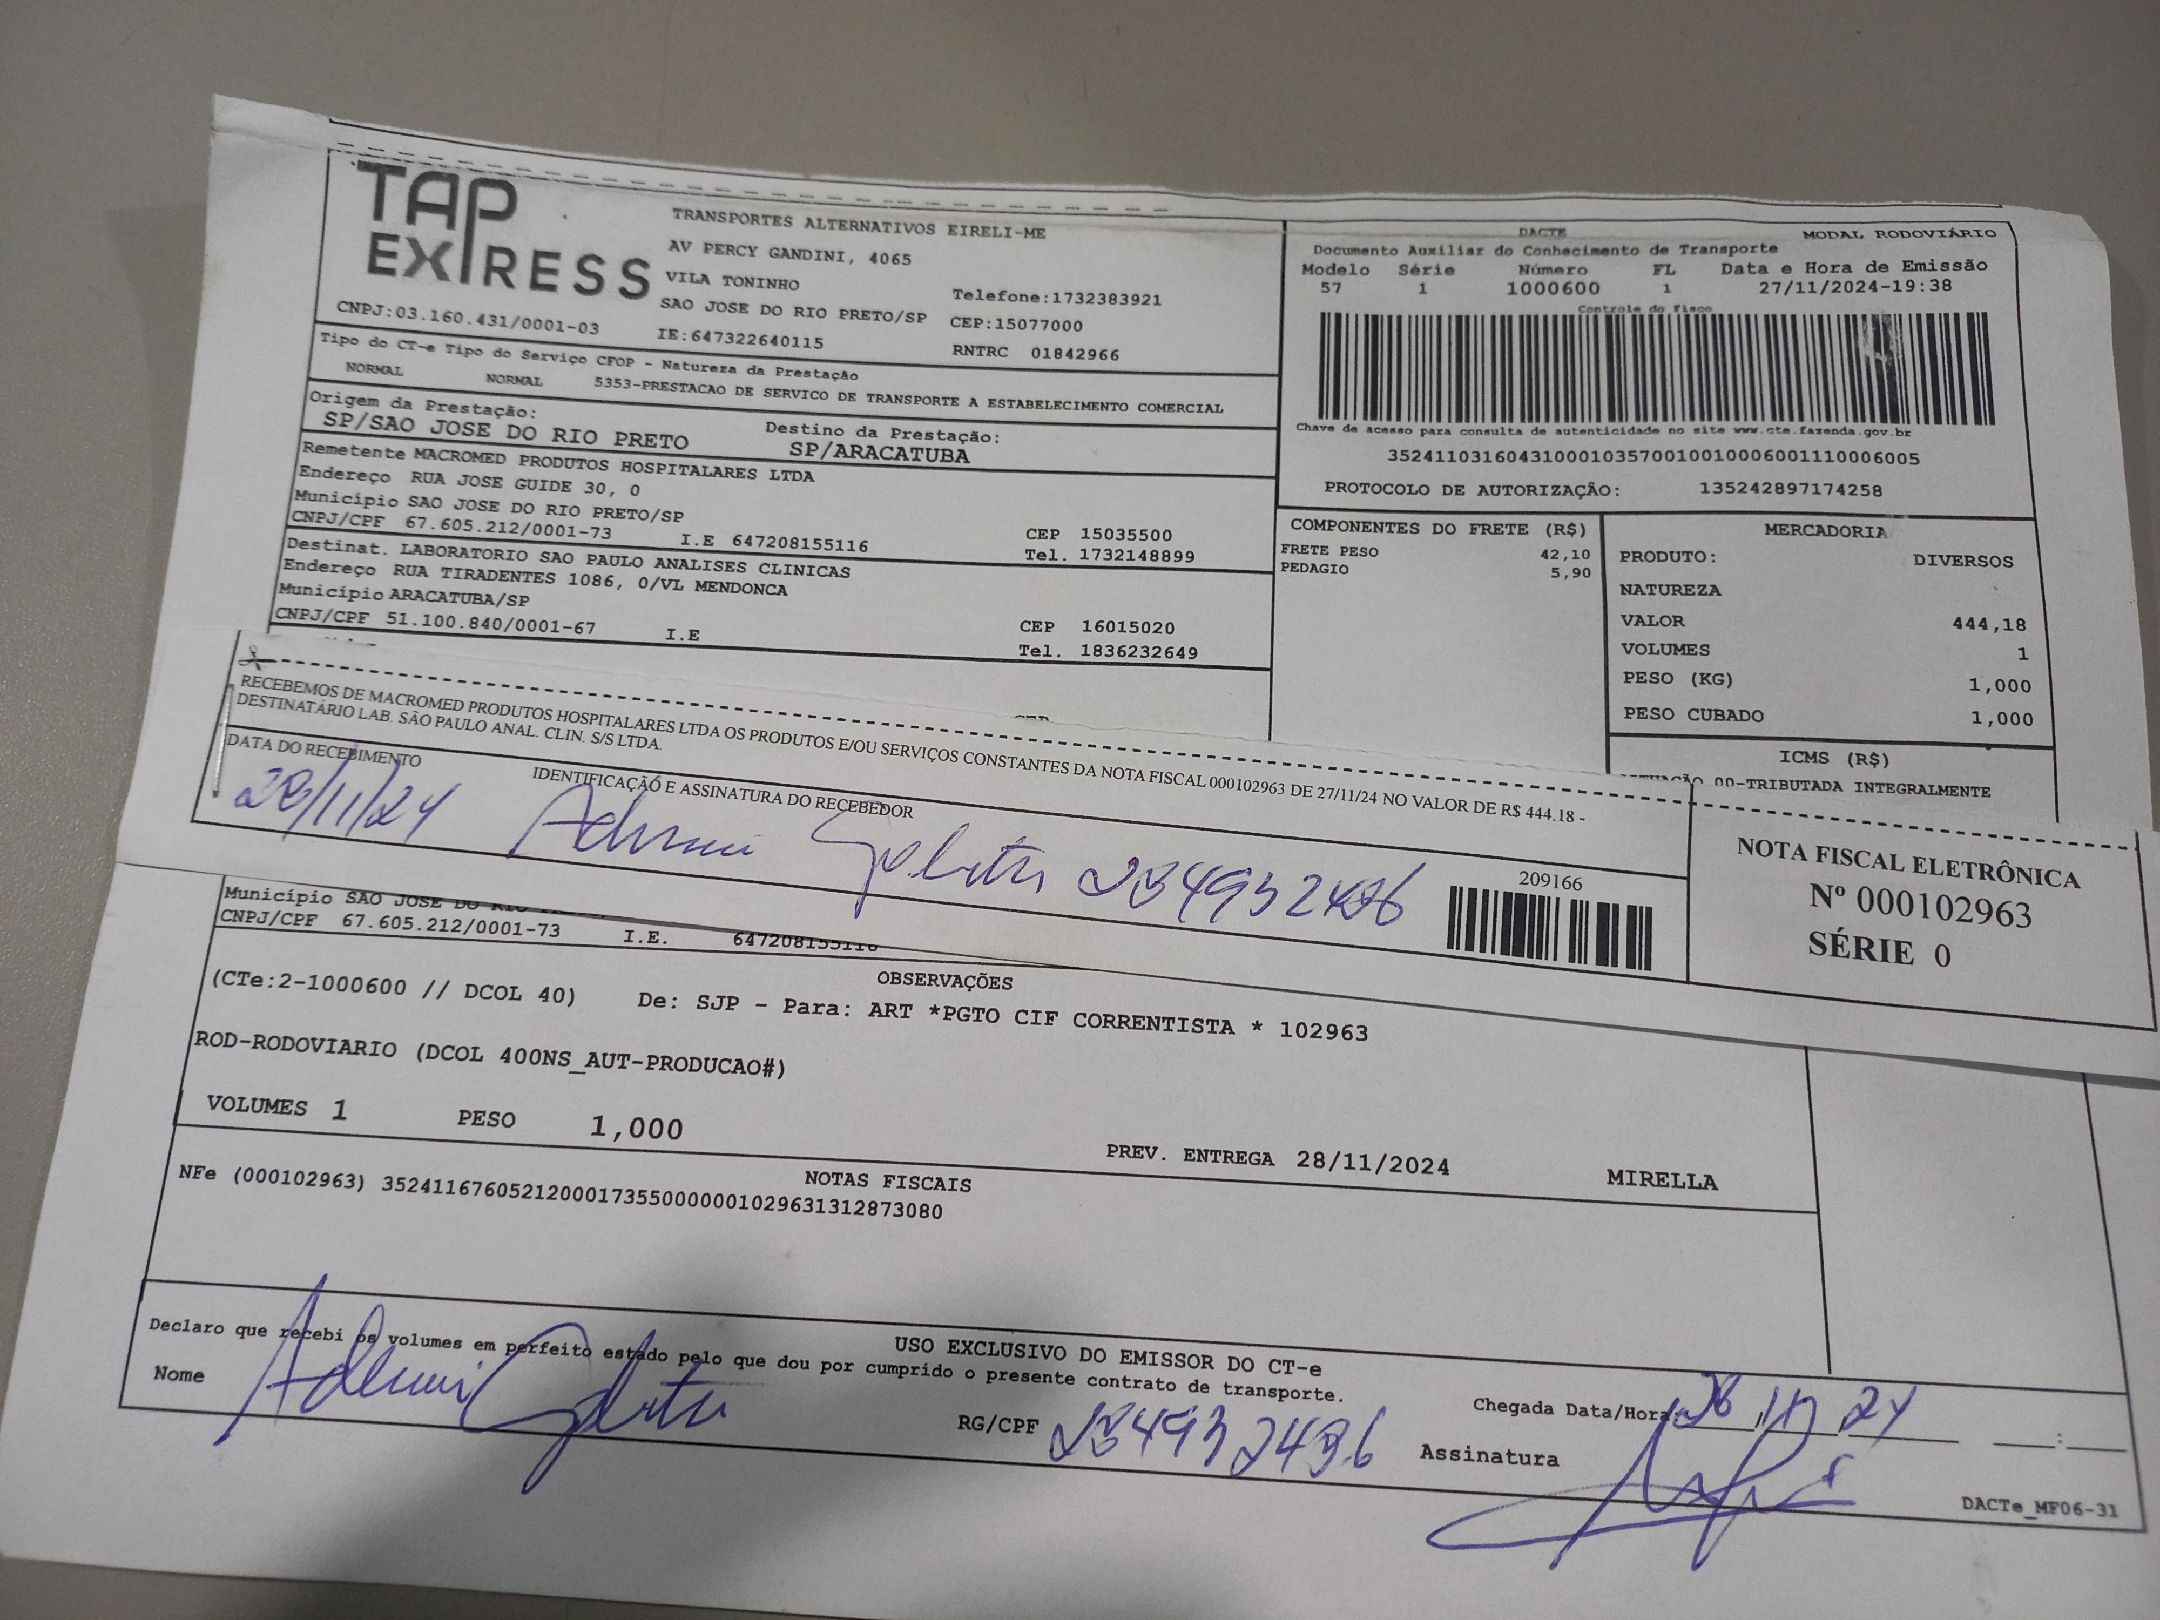 TAP EXPRESS
TRANSPORTES ALTERNATIVOS EIRELI-ME
AV PERCY GANDINI, 4065
VILA TONINHO
SAO JOSE DO RIO PRETO/SP
Telefone:1732383921
CEP:15077000
CNPJ:03.160.431/0001-03
IE:647322640115
RNTRC 01842966
DACTE
MODAL RODOVIÁRIO
Documento Auxiliar do Conhecimento de Transporte
Modelo Série Número FL Data e Hora de Emissão
57 1 1000600 1 27/11/2024-19:38
Controle do Fisco
Chave de acesso para consulta de autenticidade no site www.cte.fazenda.gov.br
35241103160431000103570010010006001110006005
PROTOCOLO DE AUTORIZAÇÃO: 135242897174258
Tipo do CT-e Tipo do Serviço CFOP - Natureza da Prestação
NORMAL NORMAL 5353-PRESTACAO DE SERVICO DE TRANSPORTE A ESTABELECIMENTO COMERCIAL
Origem da Prestação: Destino da Prestação:
SP/SAO JOSE DO RIO PRETO SP/ARACATUBA
Remetente MACROMED PRODUTOS HOSPITALARES LTDA
Endereço RUA JOSE GUIDE 30, 0
Município SAO JOSE DO RIO PRETO/SP CEP 15035500
CNPJ/CPF 67.605.212/0001-73 I.E 647208155116 Tel. 1732148899
Destinat. LABORATORIO SAO PAULO ANALISES CLINICAS
Endereço RUA TIRADENTES 1086, 0/VL MENDONCA
Município ARACATUBA/SP CEP 16015020
CNPJ/CPF 51.100.840/0001-67 I.E Tel. 1836232649
COMPONENTES DO FRETE (R$)
FRETE PESO 42,10
PEDAGIO 5,90
MERCADORIA
PRODUTO: DIVERSOS
NATUREZA
VALOR 444,18
VOLUMES 1
PESO (KG) 1,000
PESO CUBADO 1,000
ICMS (R$)
00-TRIBUTADA INTEGRALMENTE
RECEBEMOS DE MACROMED PRODUTOS HOSPITALARES LTDA OS PRODUTOS E/OU SERVIÇOS CONSTANTES DA NOTA FISCAL 000102963 DE 27/11/24 NO VALOR DE R$ 444.18 -
DESTINATÁRIO LAB. SÃO PAULO ANAL. CLIN. S/S LTDA.
DATA DO RECEBIMENTO
IDENTIFICAÇÃO E ASSINATURA DO RECEBEDOR
28/11/24
209166
NOTA FISCAL ELETRÔNICA
Nº 000102963
SÉRIE 0
Município SAO JOSE DO RIO
CNPJ/CPF 67.605.212/0001-73 I.E. 647208155116
OBSERVAÇÕES
(CTe:2-1000600 // DCOL 40) De: SJP - Para: ART *PGTO CIF CORRENTISTA * 102963
ROD-RODOVIARIO (DCOL 400NS_AUT-PRODUCAO#)
VOLUMES 1 PESO 1,000
PREV. ENTREGA 28/11/2024 MIRELLA
NOTAS FISCAIS
NFe (000102963) 35241167605212000173550000001029631312873080
USO EXCLUSIVO DO EMISSOR DO CT-e
Declaro que recebi os volumes em perfeito estado pelo que dou por cumprido o presente contrato de transporte.
Nome
RG/CPF
Chegada Data/Hora: 28/11/24
Assinatura
DACTe_MF06-31